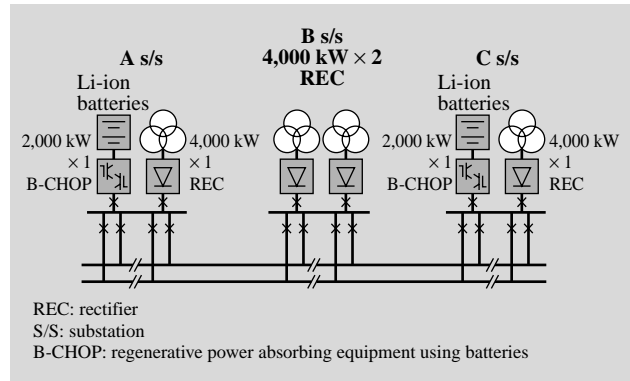 A s/s
Li-ion
batteries
2,000 kW
× 1
B-CHOP
4,000 kW
× 1
REC
B s/s
4,000 kW × 2
REC
C s/s
Li-ion
batteries
2,000 kW
× 1
B-CHOP
4,000 kW
× 1
REC
REC: rectifier
S/S: substation
B-CHOP: regenerative power absorbing equipment using batteries